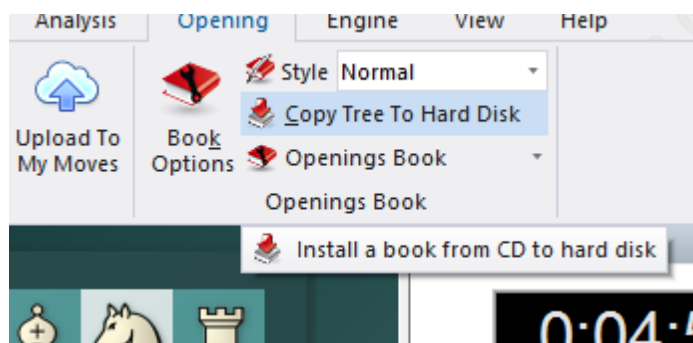 Analysis Opening Engine View Help
Upload To My Moves
Book Options
Style Normal
Copy Tree To Hard Disk
Openings Book
Openings Book
Install a book from CD to hard disk